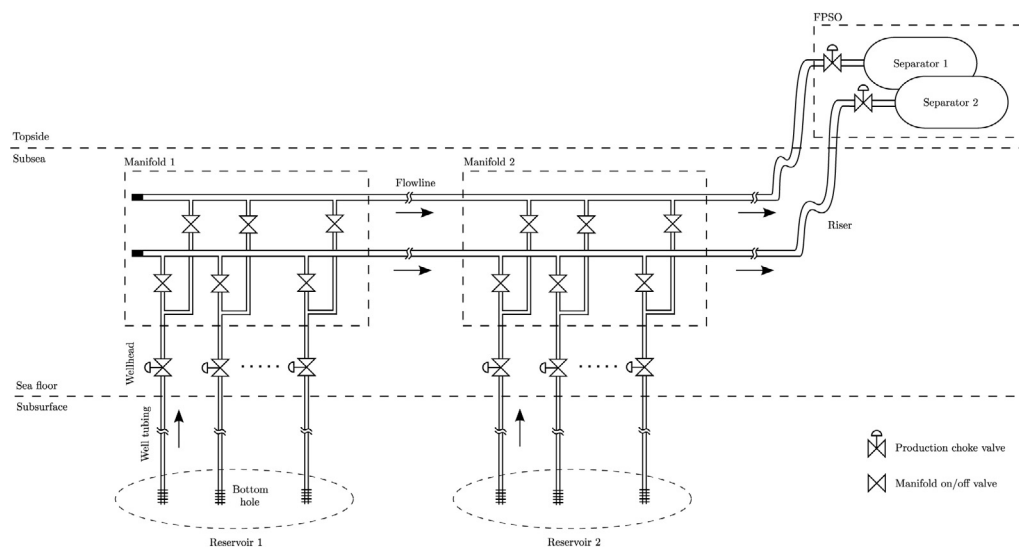 FPSO
Separator 1
Separator 2
Topside
Subsea
Manifold 1
Manifold 2
Flowline
Riser
Wellhead
Sea floor
Subsurface
Well tubing
Production choke valve
Manifold on/off valve
Bottom
hole
Reservoir 1
Reservoir 2